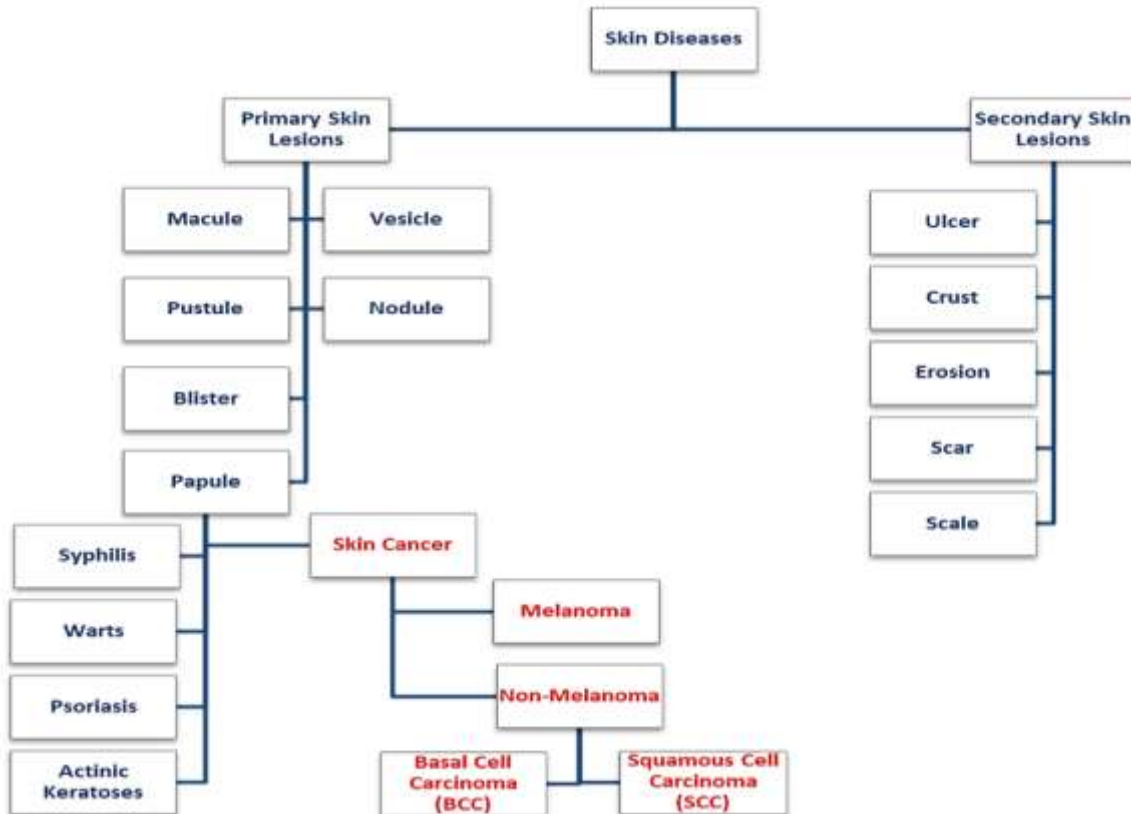 Skin Diseases
Primary Skin
Lesions
Secondary Skin
Lesions
Macule
Vesicle
Pustule
Nodule
Blister
Papule
Syphilis
Warts
Psoriasis
Actinic
Keratoses
Skin Cancer
Melanoma
Non-Melanoma
Basal Cell
Carcinoma
(BCC)
Squamous Cell
Carcinoma
(SCC)
Ulcer
Crust
Erosion
Scar
Scale